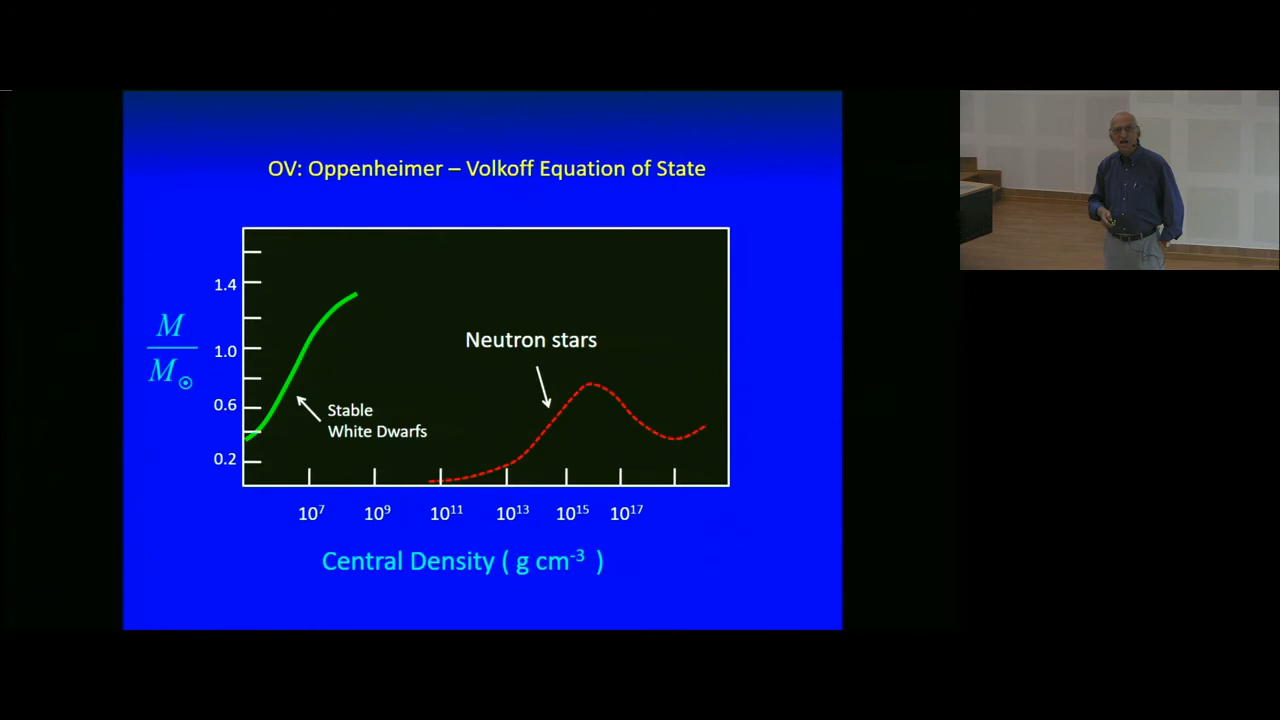 OV: Oppenheimer – Volkoff Equation of State
1.4
1.0
0.6
0.2
M
M☉
Neutron stars
Stable
White Dwarfs
10⁷ 10⁹ 10¹¹ 10¹³ 10¹⁵ 10¹⁷
Central Density ( g cm⁻³ )